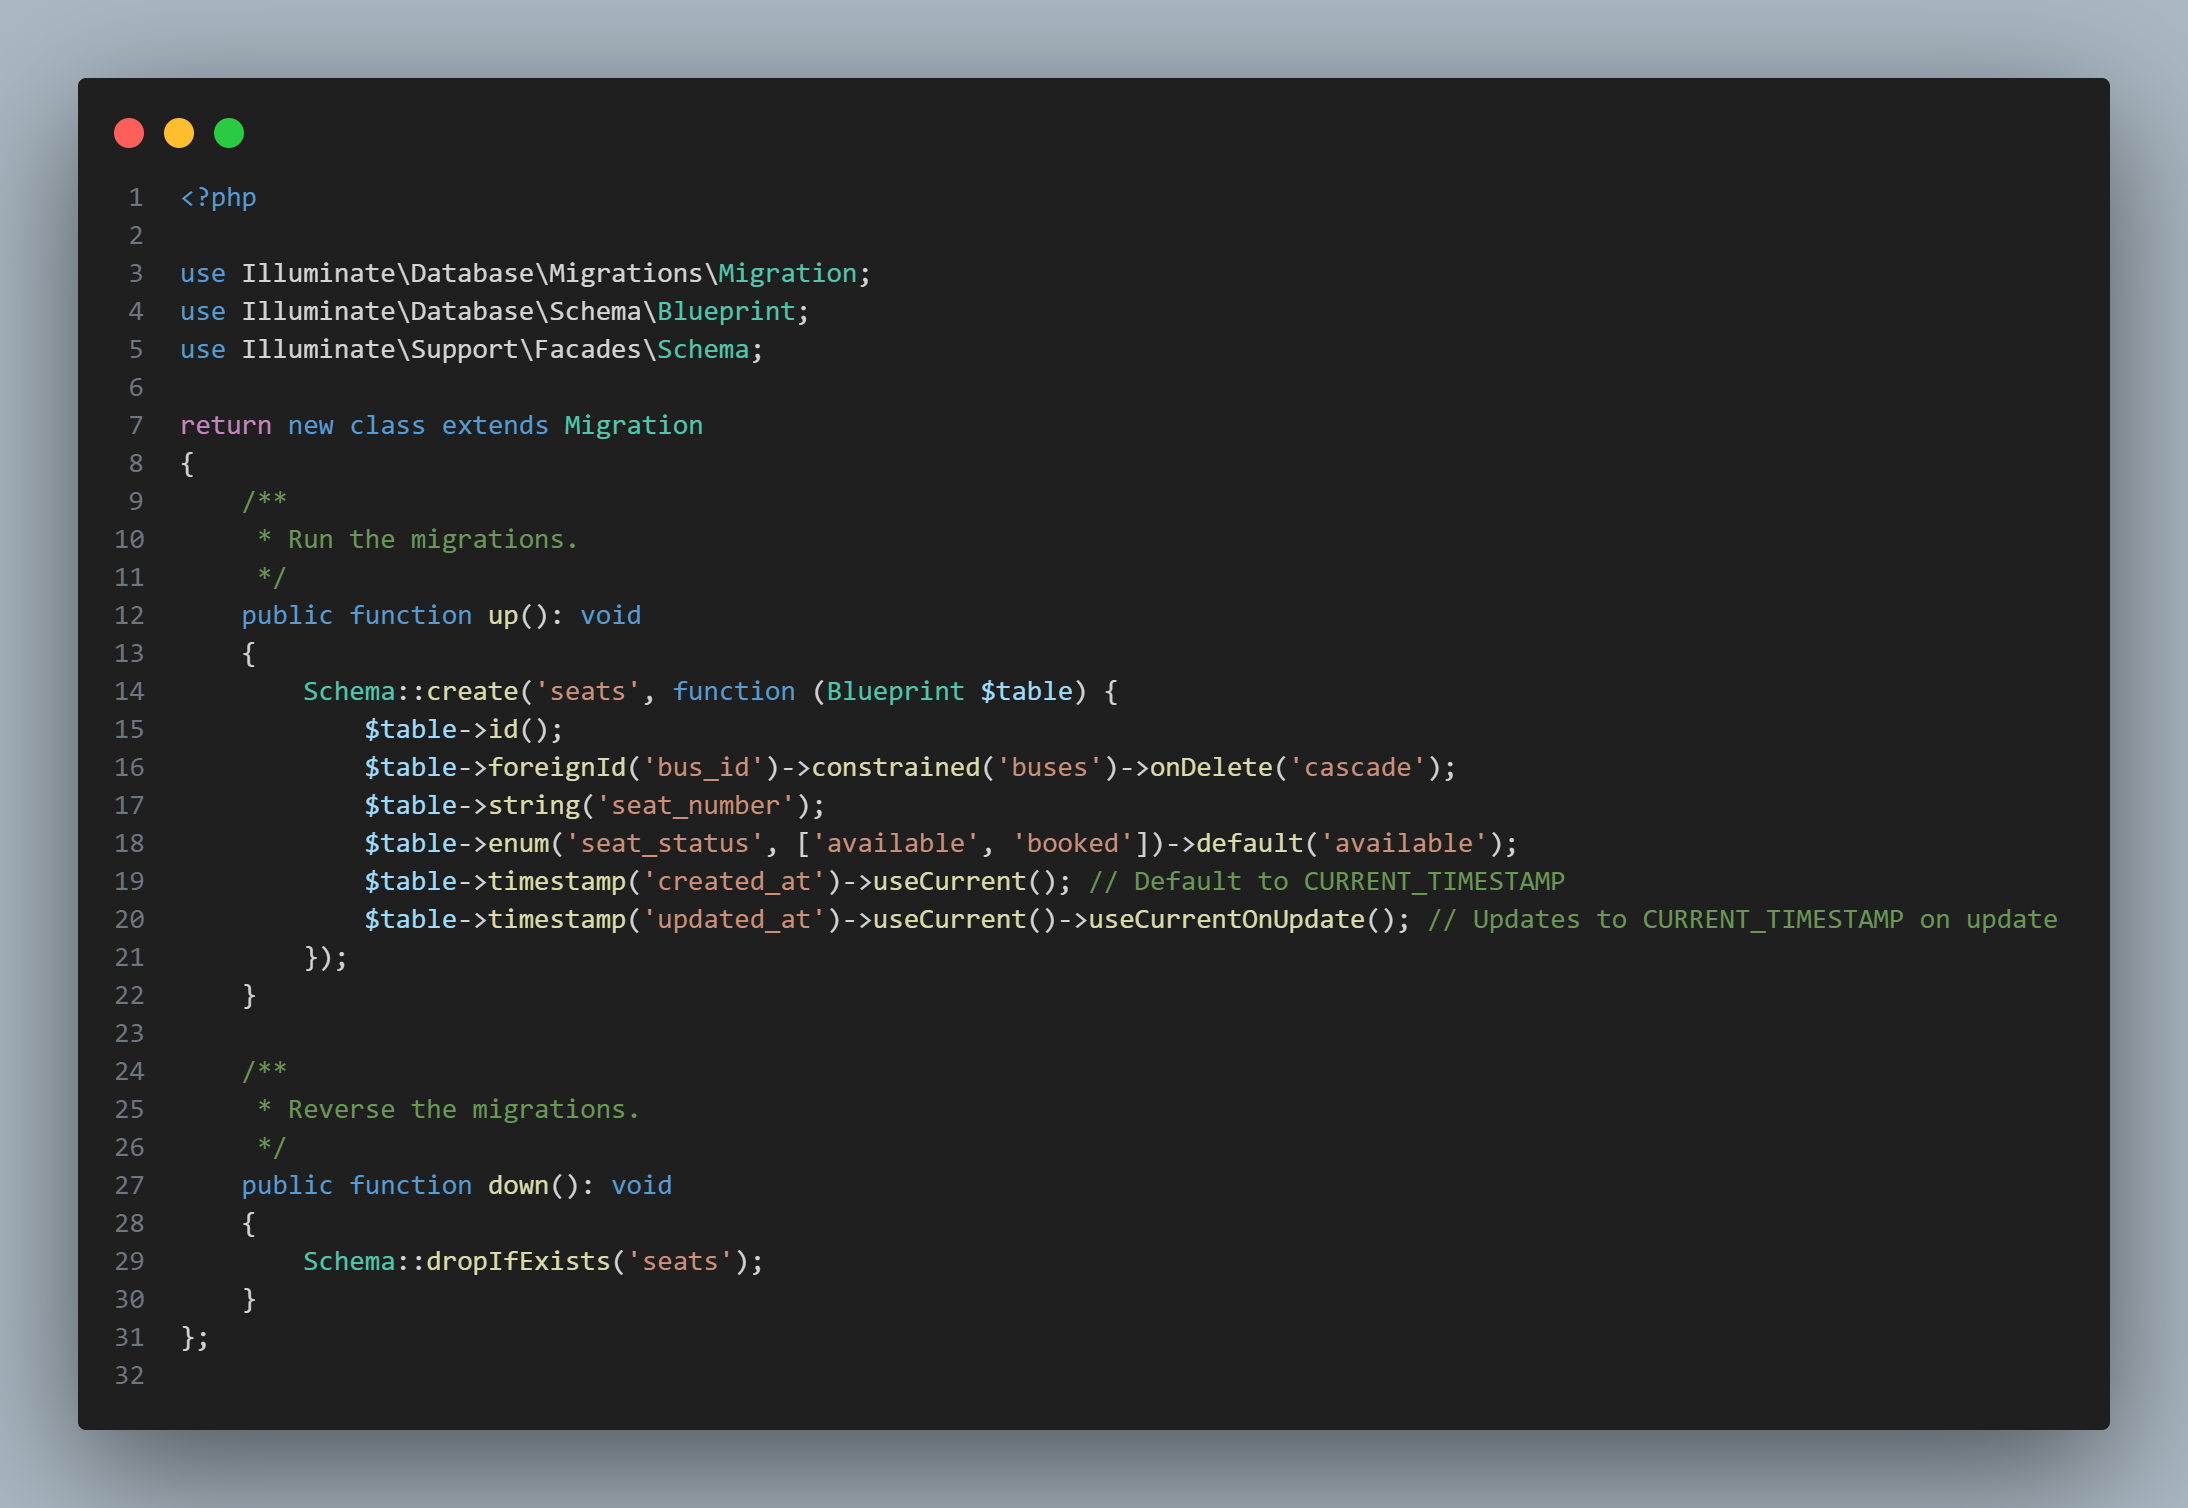 1 <?php
2
3 use Illuminate\Database\Migrations\Migration;
4 use Illuminate\Database\Schema\Blueprint;
5 use Illuminate\Support\Facades\Schema;
6
7 return new class extends Migration
8 {
9     /**
10      * Run the migrations.
11      */
12     public function up(): void
13     {
14         Schema::create('seats', function (Blueprint $table) {
15             $table->id();
16             $table->foreignId('bus_id')->constrained('buses')->onDelete('cascade');
17             $table->string('seat_number');
18             $table->enum('seat_status', ['available', 'booked'])->default('available');
19             $table->timestamp('created_at')->useCurrent(); // Default to CURRENT_TIMESTAMP
20             $table->timestamp('updated_at')->useCurrent()->useCurrentOnUpdate(); // Updates to CURRENT_TIMESTAMP on update
21         });
22     }
23
24     /**
25      * Reverse the migrations.
26      */
27     public function down(): void
28     {
29         Schema::dropIfExists('seats');
30     }
31 };
32